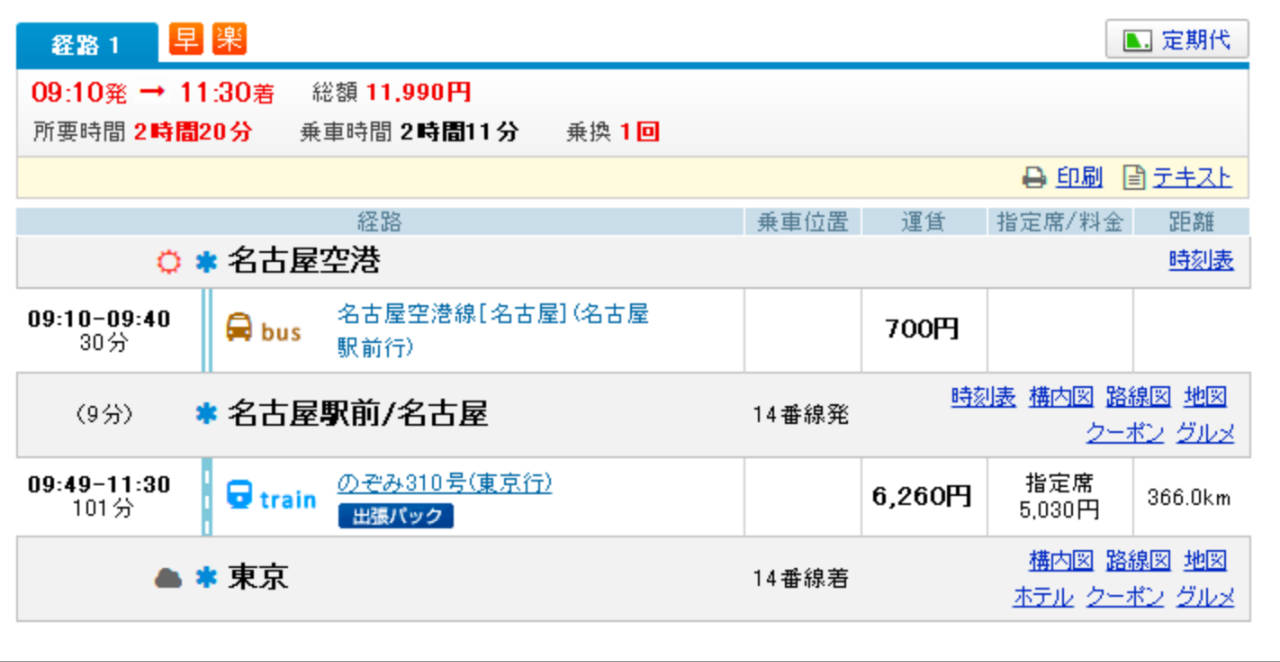 経路 1 早 楽 定期代
09:10発 → 11:30着 総額 11,990円
所要時間 2時間20分 乗車時間 2時間11分 乗換 1回
印刷 テキスト
経路 乗車位置 運賃 指定席/料金 距離
名古屋空港 時刻表
09:10-09:40
30分
bus
名古屋空港線[名古屋](名古屋
駅前行)
700円
(9分) 名古屋駅前/名古屋 14番線発
時刻表 構内図 路線図 地図
クーポン グルメ
09:49-11:30
101分
train
のぞみ310号(東京行)
出張パック
6,260円
指定席
5,030円
366.0km
東京 14番線着
構内図 路線図 地図
ホテル クーポン グルメ